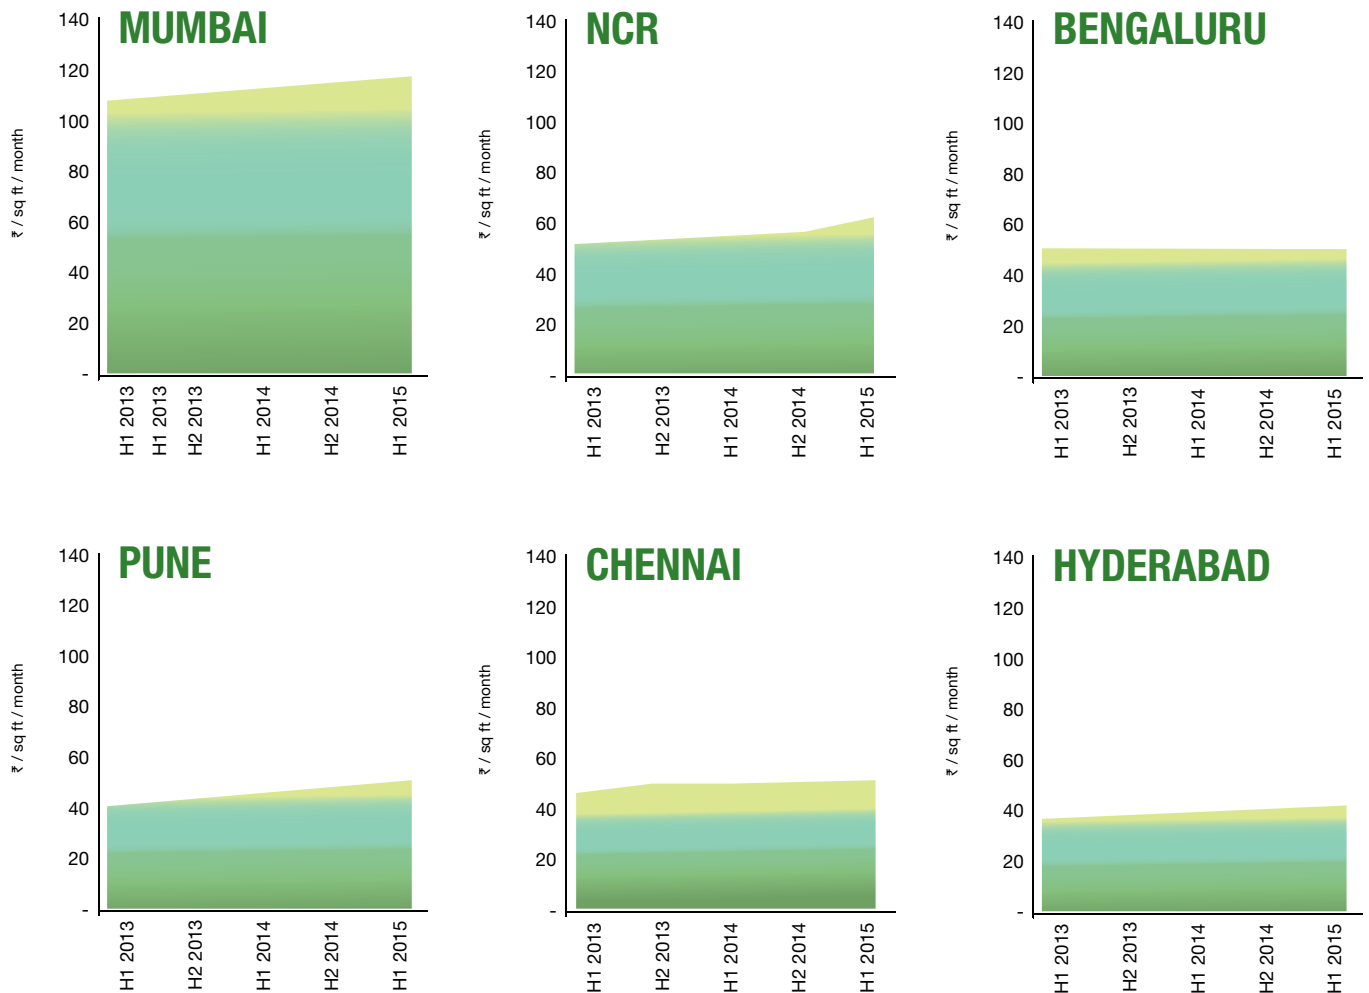 MUMBAI
₹ / sq ft / month
140
120
100
80
60
40
20
-
H1 2013
H1 2013
H2 2013
H1 2014
H2 2014
H1 2015
NCR
₹ / sq ft / month
140
120
100
80
60
40
20
-
H1 2013
H2 2013
H1 2014
H2 2014
H1 2015
BENGALURU
₹ / sq ft / month
140
120
100
80
60
40
20
-
H1 2013
H2 2013
H1 2014
H2 2014
H1 2015
PUNE
₹ / sq ft / month
140
120
100
80
60
40
20
-
H1 2013
H2 2013
H1 2014
H2 2014
H1 2015
CHENNAI
₹ / sq ft / month
140
120
100
80
60
40
20
-
H1 2013
H2 2013
H1 2014
H2 2014
H1 2015
HYDERABAD
₹ / sq ft / month
140
120
100
80
60
40
20
-
H1 2013
H2 2013
H1 2014
H2 2014
H1 2015